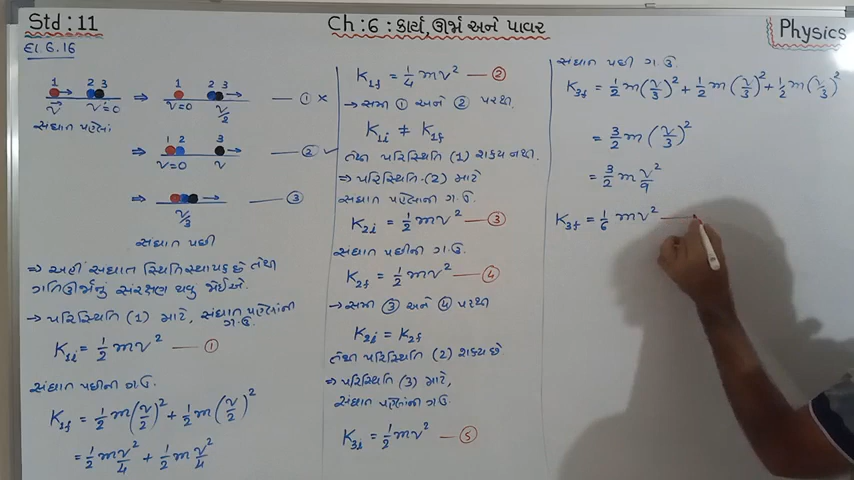 Std : 11
Ch : 6 : કાર્ય, ઊર્જા અને પાવર
Physics
દા 6.16
1 2 3 ⇒ 1 2 3
v v=0 v=0 v/2 — ① ×
સંઘાત પહેલાં
⇒ 1 2 3 — ② ✓
v=0 v
⇒ — ③
v/3
સંઘાત પછી
⇒ અહીં સંઘાત સ્થિતિસ્થાપક છે તેથી
ગતિઊર્જાનું સંરક્ષણ થવુ જોઈએ.
→ પરિસ્થિતિ (1) માટે, સંઘાત પહેલાંની
ગ.ઉ.
K₁ᵢ = 1/2 mv² — ①
સંઘાત પછીની ગ.ઉ.
K₁f = 1/2 m(v/2)² + 1/2 m(v/2)²
= 1/2 m v²/4 + 1/2 m v²/4
K₁f = 1/4 mv² — ②
→ સમી ① અને ② પરથી
K₁ᵢ ≠ K₁f
તેથી પરિસ્થિતિ (1) શક્ય નથી.
⇒ પરિસ્થિતિ-(2) માટે
સંઘાત પહેલાની ગ.ઉ.
K₂ᵢ = 1/2 mv² — ③
સંઘાત પછીની ગ.ઉ.
K₂f = 1/2 mv² — ④
→ સમી ③ અને ④ પરથી
K₂ᵢ = K₂f
તેથી પરિસ્થિતિ (2) શક્ય છે
⇒ પરિસ્થિતિ (3) માટે,
સંઘાત પહેલાંની ગ.ઉ
K₃ᵢ = 1/2 mv² — ⑤
સંઘાત પછી ગ.ઉ.
K₃f = 1/2 m(v/3)² + 1/2 m(v/3)² + 1/2 m(v/3)²
= 3/2 m (v/3)²
= 3/2 m v²/9
K₃f = 1/6 mv² —